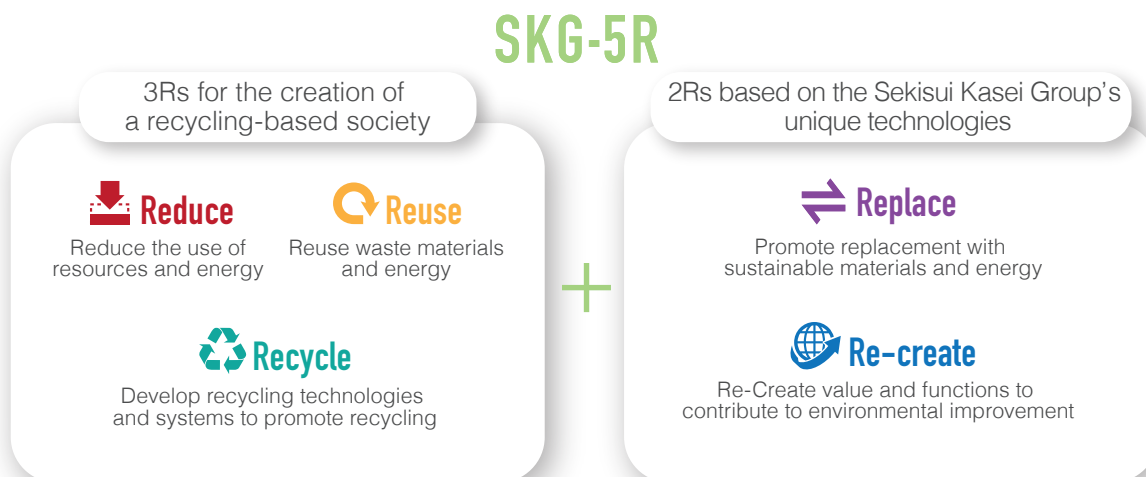 SKG-5R
3Rs for the creation of
a recycling-based society
Reduce
Reduce the use of
resources and energy
Reuse
Reuse waste materials
and energy
Recycle
Develop recycling technologies
and systems to promote recycling
+
2Rs based on the Sekisui Kasei Group's
unique technologies
Replace
Promote replacement with
sustainable materials and energy
Re-create
Re-Create value and functions to
contribute to environmental improvement